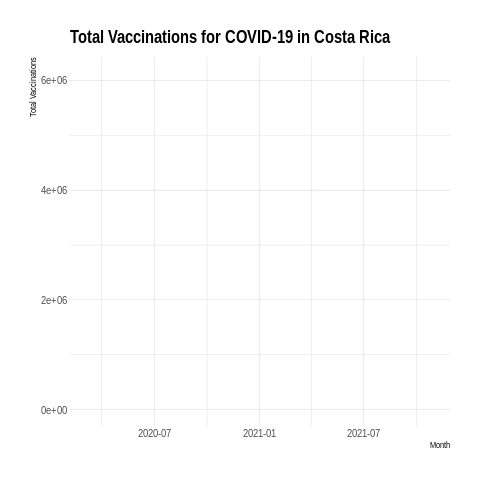 Total Vaccinations for COVID-19 in Costa Rica
Total Vaccinations
6e+06
4e+06
2e+06
0e+00
2020-07 2021-01 2021-07
Month